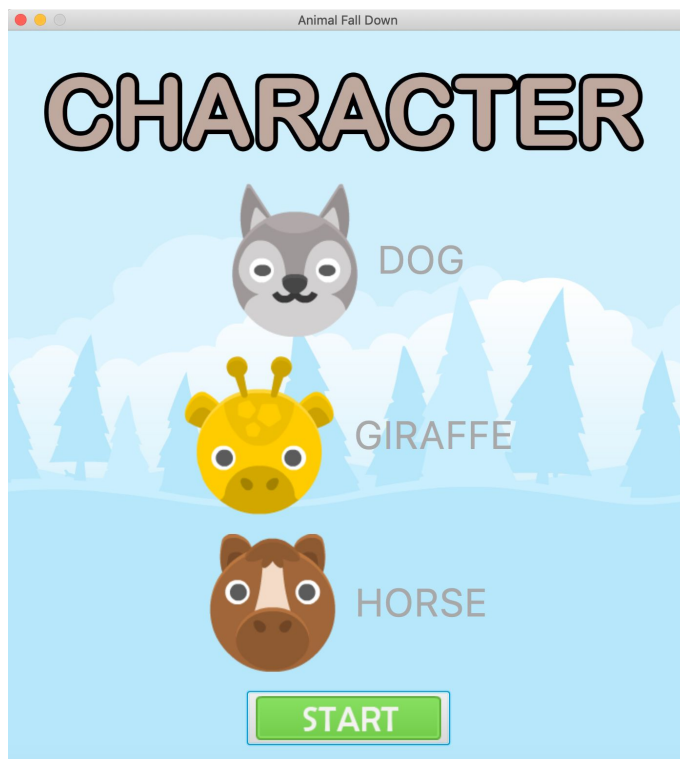 Animal Fall Down
CHARACTER
DOG
GIRAFFE
HORSE
START